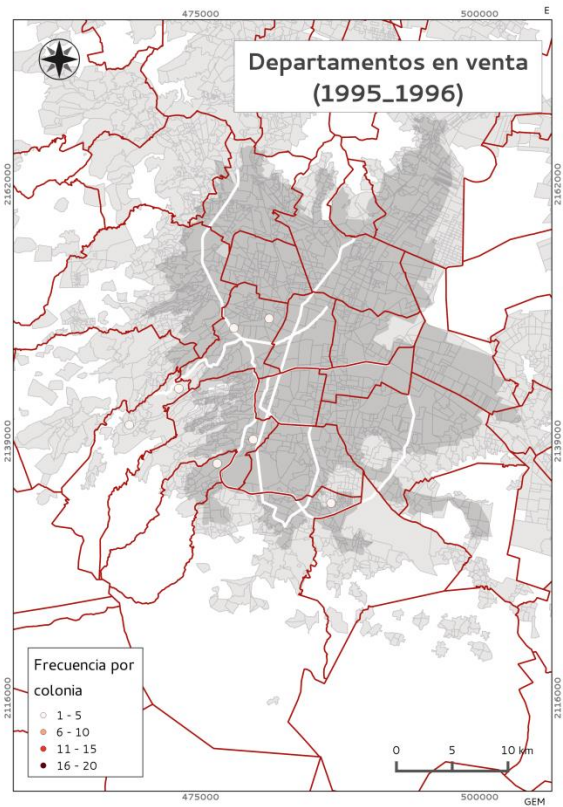 475000
500000
E
Departamentos en venta
(1995_1996)
2162000
2162000
2139000
2139000
2116000
2116000
Frecuencia por
colonia
1 - 5
6 - 10
11 - 15
16 - 20
0 5 10 km
475000
500000
GEM